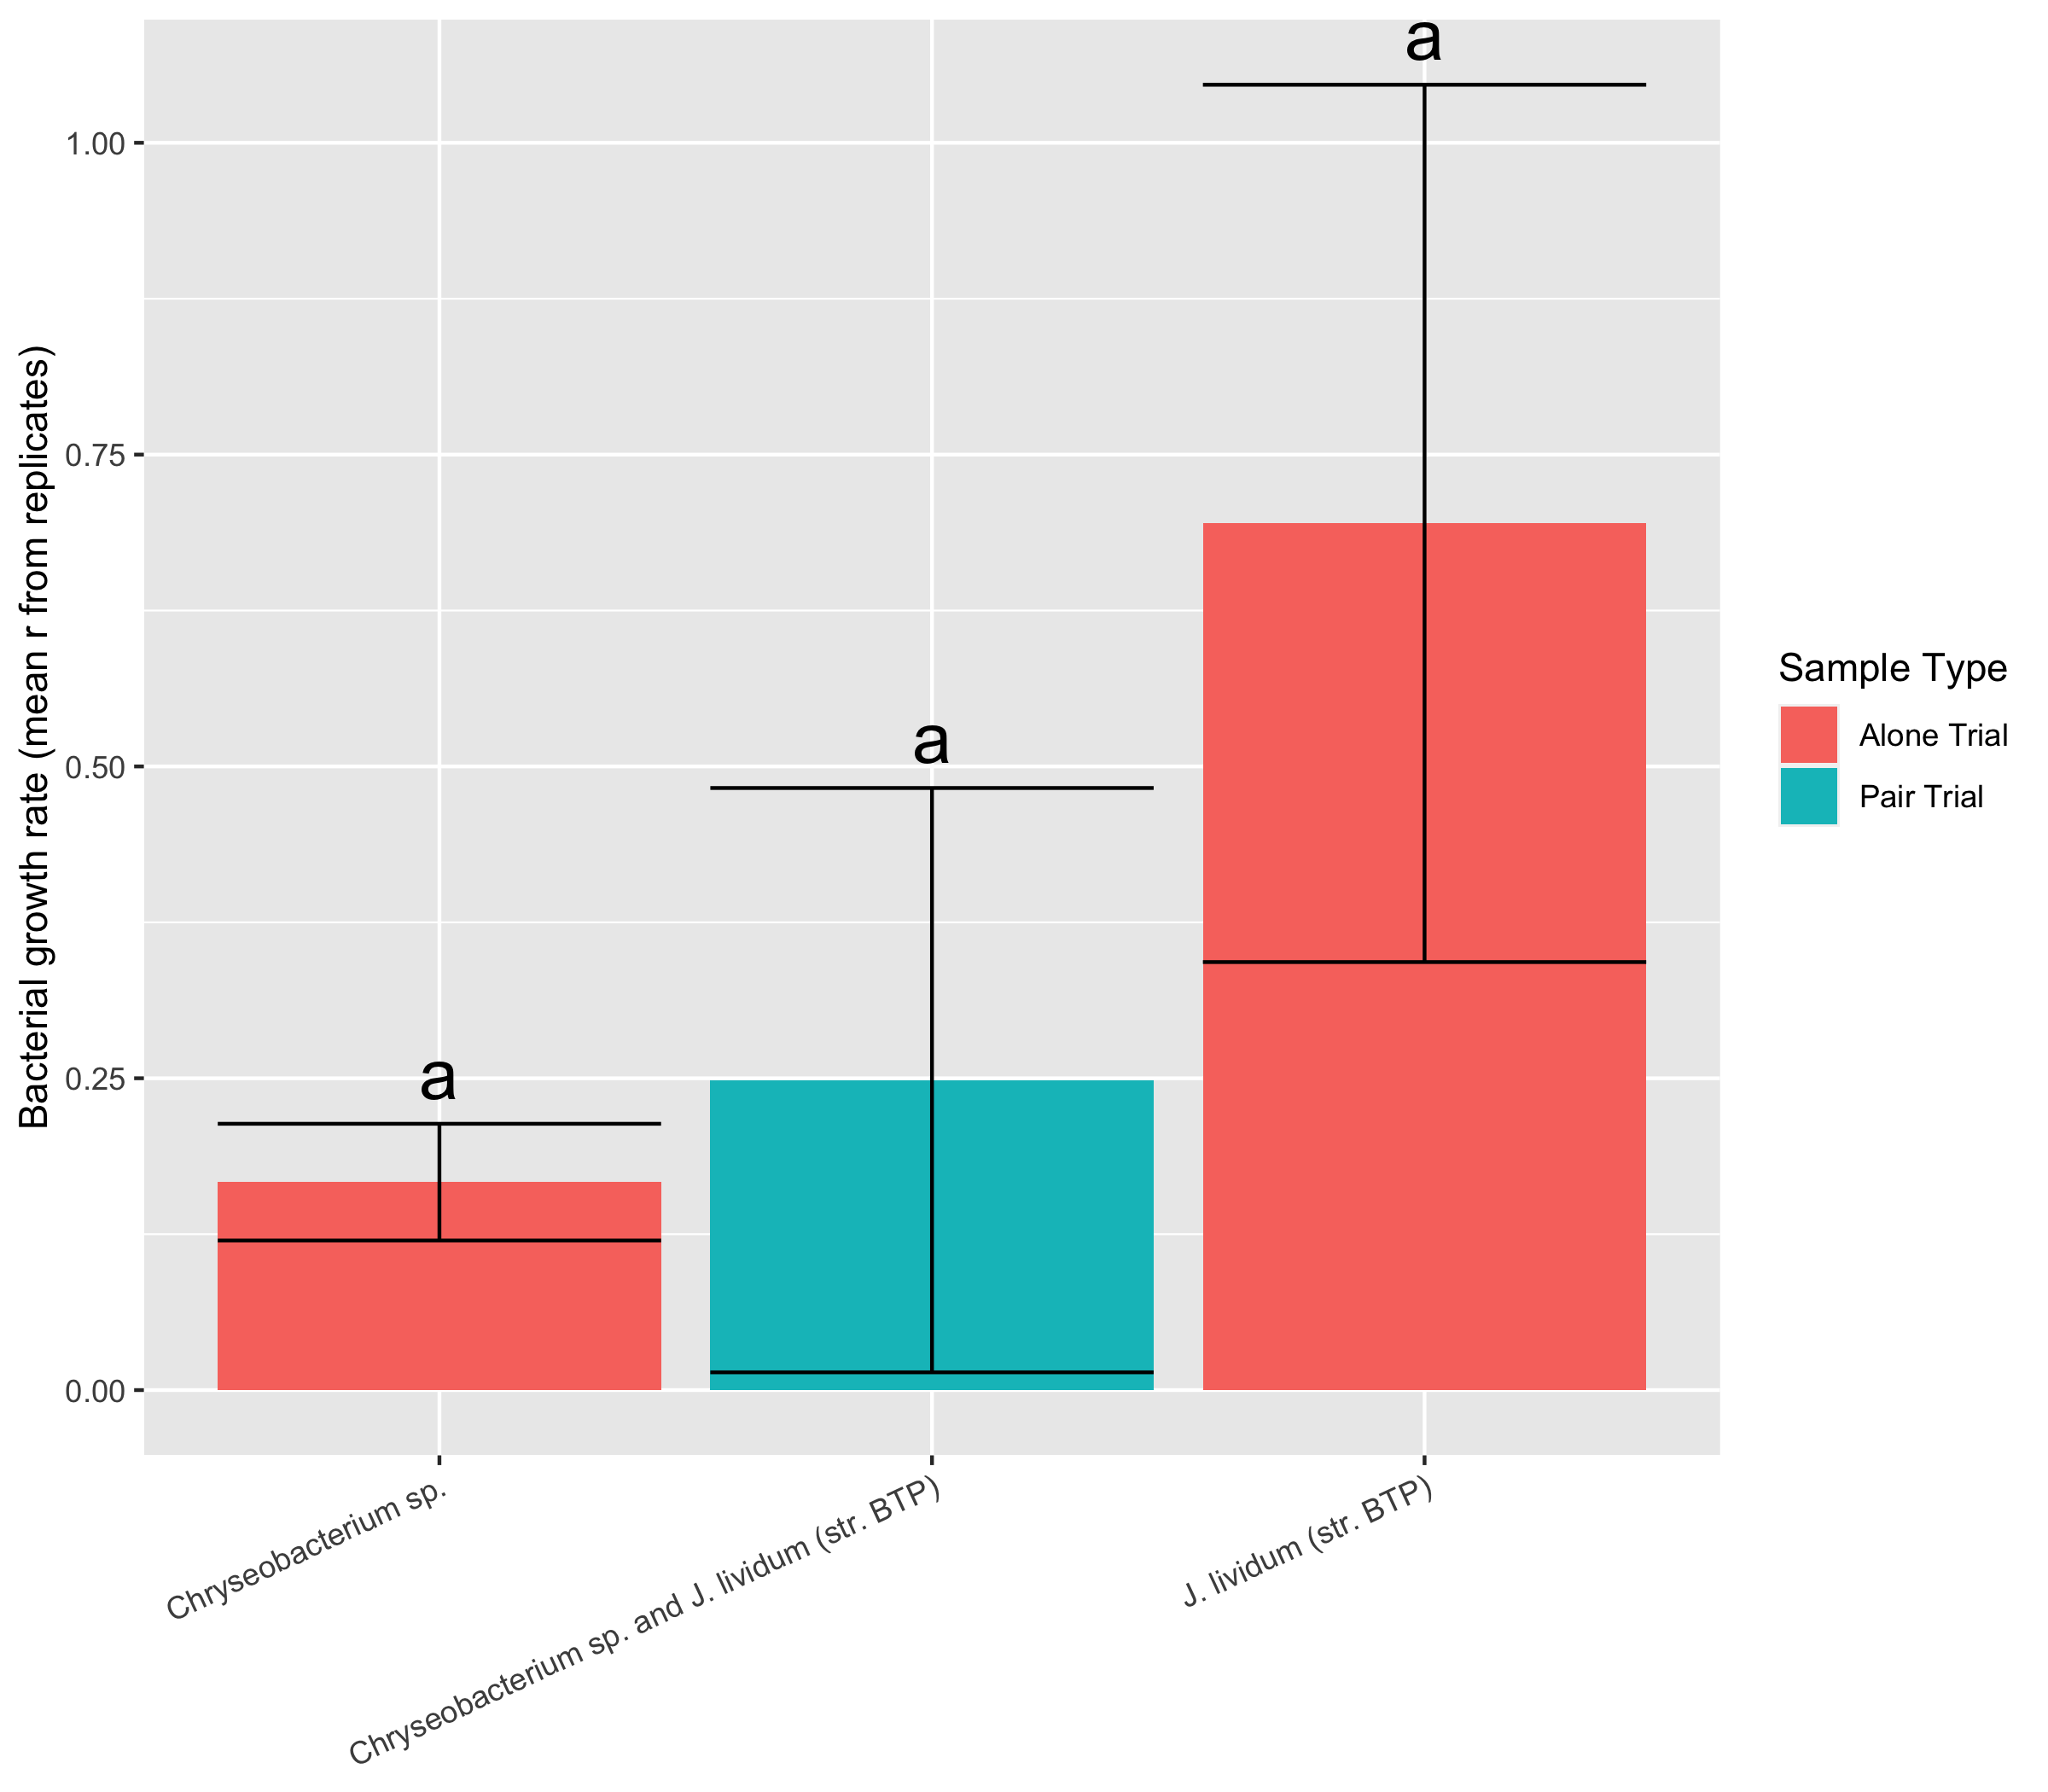 Bacterial growth rate (mean r from replicates)
1.00
0.75
0.50
0.25
0.00
a
a
a
Chryseobacterium sp.
Chryseobacterium sp. and J. lividum (str. BTP)
J. lividum (str. BTP)
Sample Type
Alone Trial
Pair Trial